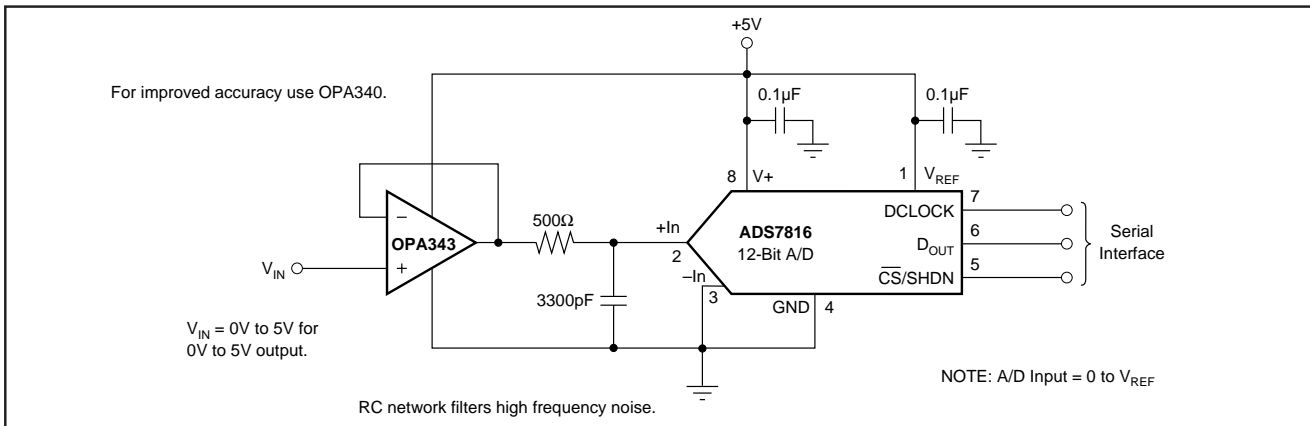 +5V
For improved accuracy use OPA340.
0.1µF
0.1µF
8 V+
1 VREF
7
DCLOCK
–
OPA343
+
VIN
500Ω
+In
2
ADS7816
12-Bit A/D
6
DOUT
5
CS/SHDN
Serial
Interface
–In
3
3300pF
GND
4
VIN = 0V to 5V for
0V to 5V output.
NOTE: A/D Input = 0 to VREF
RC network filters high frequency noise.